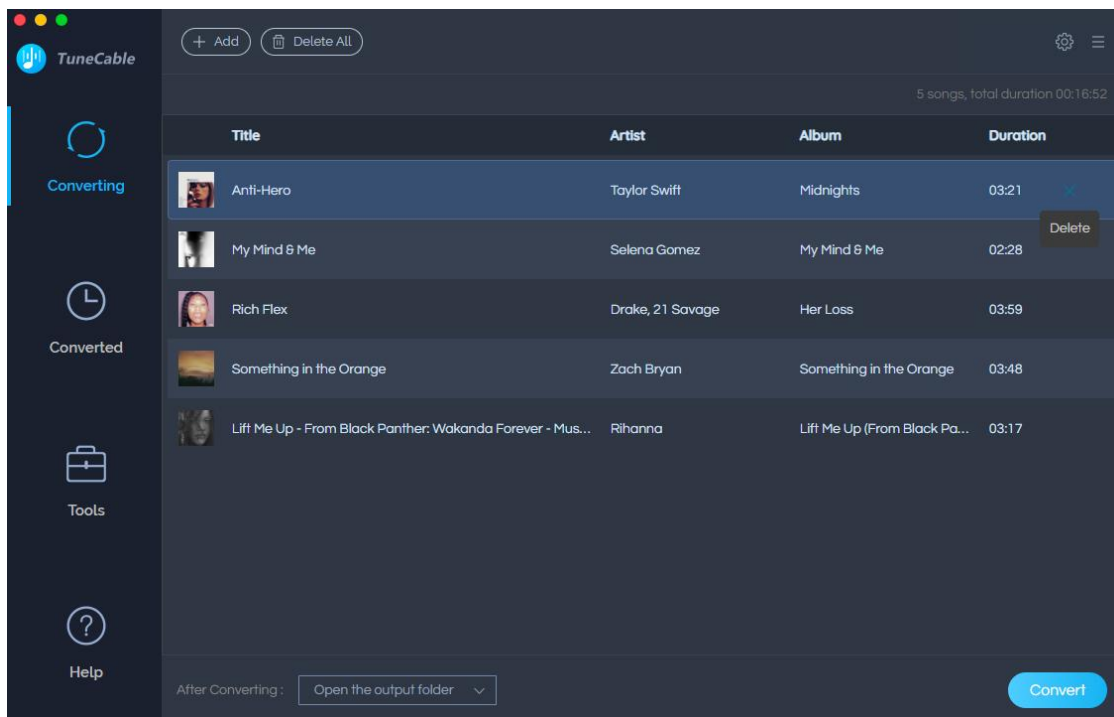 TuneCable
Add
Delete All
5 songs, total duration 00:16:52
Title Artist Album Duration
Converting
Anti-Hero Taylor Swift Midnights 03:21
Delete
My Mind & Me Selena Gomez My Mind & Me 02:28
Rich Flex Drake, 21 Savage Her Loss 03:59
Converted
Something in the Orange Zach Bryan Something in the Orange 03:48
Lift Me Up - From Black Panther: Wakanda Forever - Mus... Rihanna Lift Me Up (From Black Pa... 03:17
Tools
Help
After Converting : Open the output folder
Convert